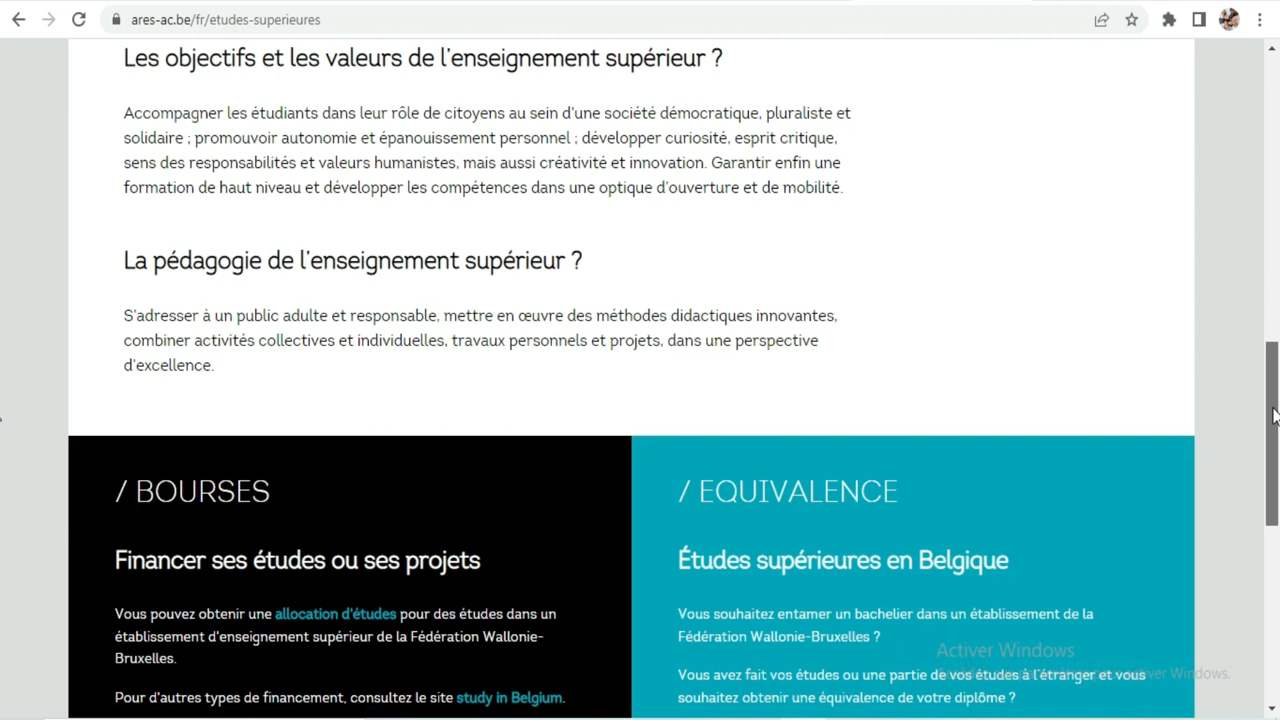 ares-ac.be/fr/etudes-superieures
Les objectifs et les valeurs de l'enseignement supérieur ?
Accompagner les étudiants dans leur rôle de citoyens au sein d'une société démocratique, pluraliste et
solidaire ; promouvoir autonomie et épanouissement personnel ; développer curiosité, esprit critique,
sens des responsabilités et valeurs humanistes, mais aussi créativité et innovation. Garantir enfin une
formation de haut niveau et développer les compétences dans une optique d'ouverture et de mobilité.
La pédagogie de l'enseignement supérieur ?
S'adresser à un public adulte et responsable, mettre en œuvre des méthodes didactiques innovantes,
combiner activités collectives et individuelles, travaux personnels et projets, dans une perspective
d'excellence.
/ BOURSES
Financer ses études ou ses projets
Vous pouvez obtenir une allocation d'études pour des études dans un
établissement d'enseignement supérieur de la Fédération Wallonie-
Bruxelles.
Pour d'autres types de financement, consultez le site study in Belgium.
/ EQUIVALENCE
Études supérieures en Belgique
Vous souhaitez entamer un bachelier dans un établissement de la
Fédération Wallonie-Bruxelles ?
Vous avez fait vos études ou une partie de vos études à l'étranger et vous
souhaitez obtenir une équivalence de votre diplôme ?
Activer Windows
activer Windows.